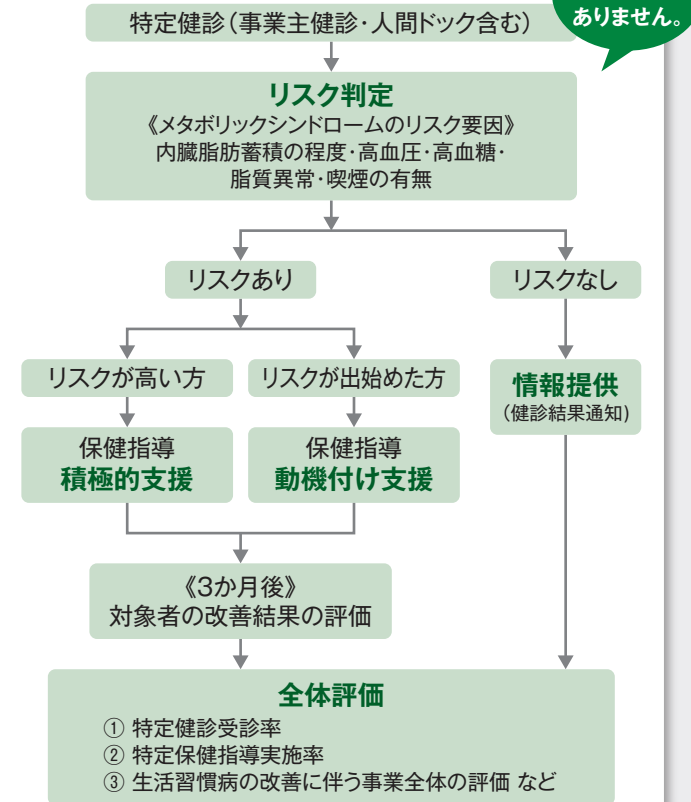 ありません。
特定健診（事業主健診・人間ドック含む）
リスク判定
《メタボリックシンドロームのリスク要因》
内臓脂肪蓄積の程度・高血圧・高血糖・
脂質異常・喫煙の有無
リスクあり
リスクなし
リスクが高い方
リスクが出始めた方
情報提供
（健診結果通知）
保健指導
積極的支援
保健指導
動機付け支援
《3か月後》
対象者の改善結果の評価
全体評価
① 特定健診受診率
② 特定保健指導実施率
③ 生活習慣病の改善に伴う事業全体の評価 など